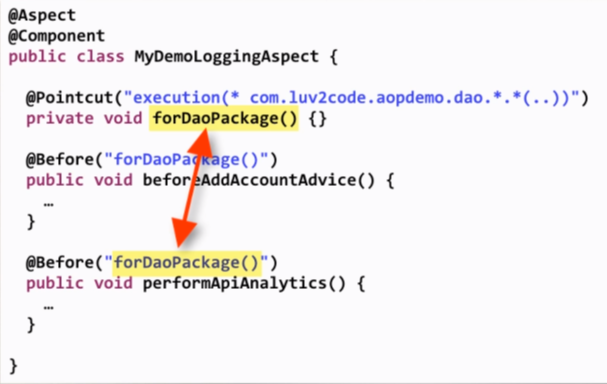 @Aspect
@Component
public class MyDemoLoggingAspect {
@Pointcut("execution(* com.luv2code.aopdemo.dao.*.*(..))")
private void forDaoPackage() {}
@Before("forDaoPackage()")
public void beforeAddAccountAdvice() {
…
}
@Before("forDaoPackage()")
public void performApiAnalytics() {
…
}
}